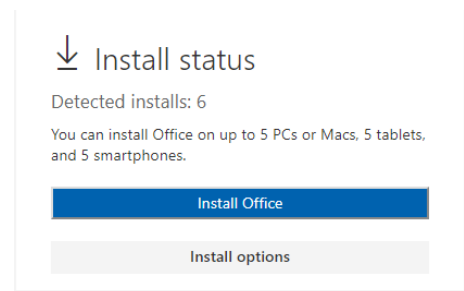 Install status
Detected installs: 6
You can install Office on up to 5 PCs or Macs, 5 tablets,
and 5 smartphones.
Install Office
Install options